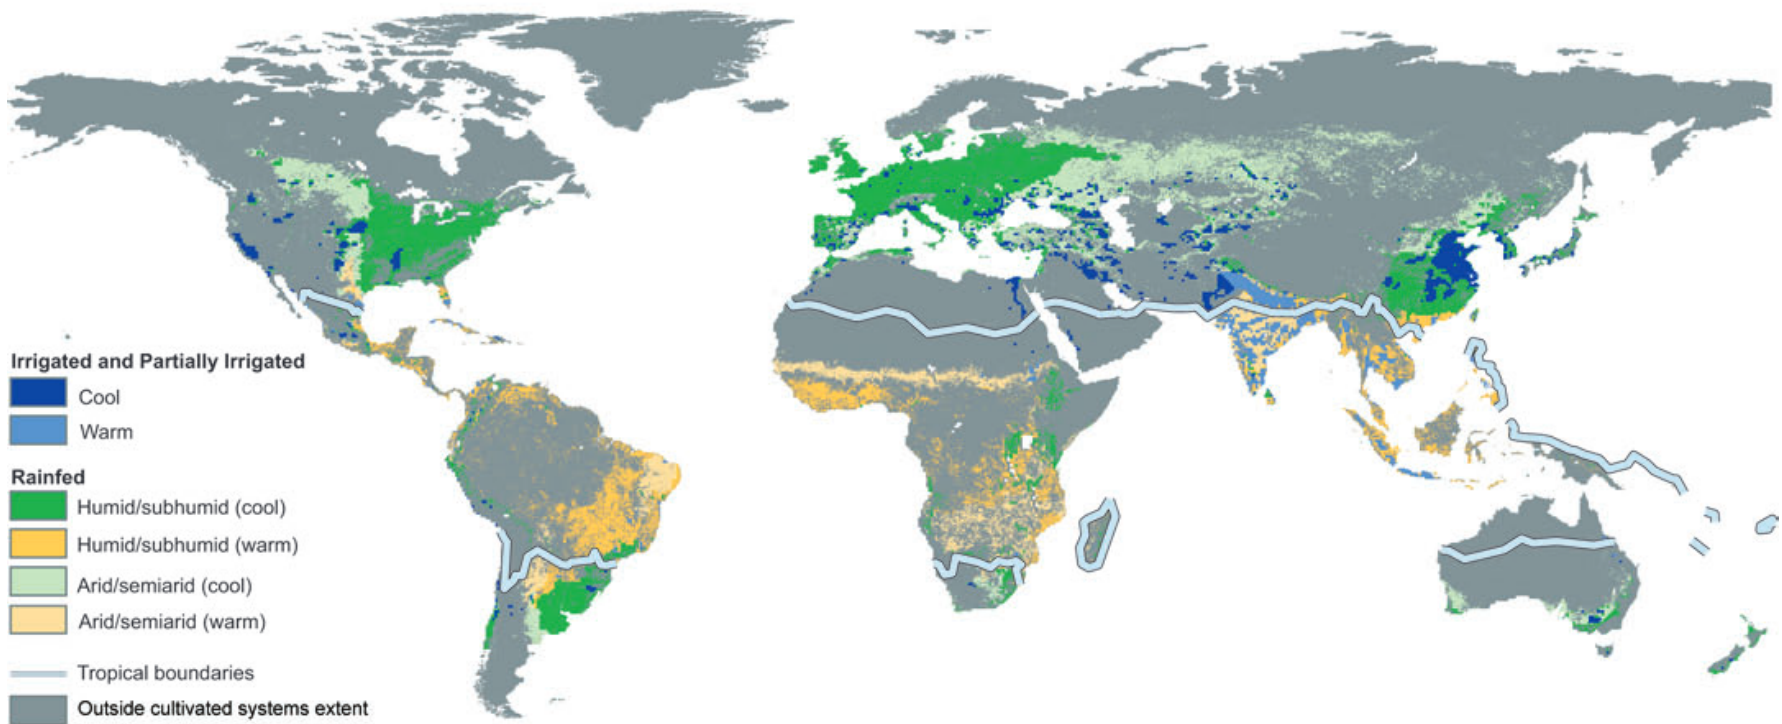 Irrigated and Partially Irrigated
Cool
Warm
Rainfed
Humid/subhumid (cool)
Humid/subhumid (warm)
Arid/semiarid (cool)
Arid/semiarid (warm)
Tropical boundaries
Outside cultivated systems extent